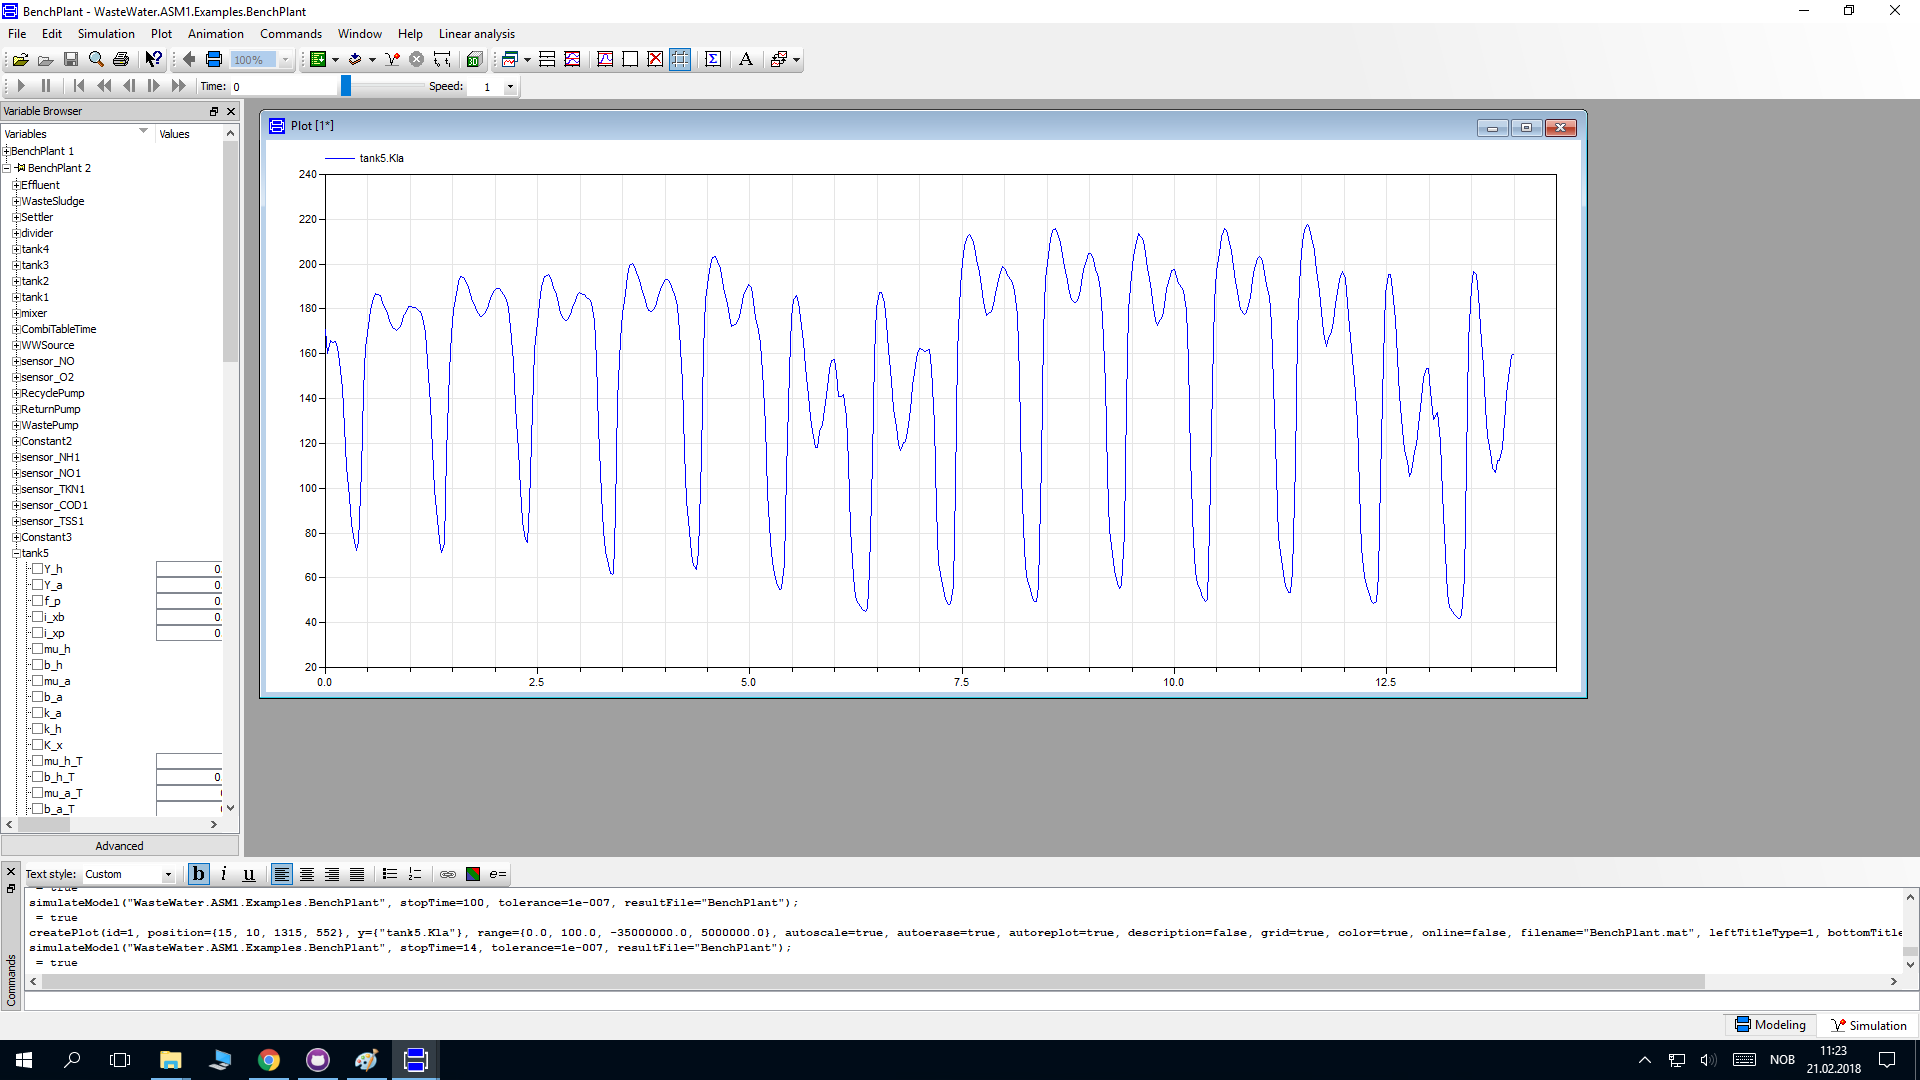 BenchPlant - WasteWater.ASM1.Examples.BenchPlant
File Edit Simulation Plot Animation Commands Window Help Linear analysis
100%
Time: 0 Speed: 1
Variable Browser
Variables Values
BenchPlant 1
BenchPlant 2
Effluent
WasteSludge
Settler
divider
tank4
tank3
tank2
tank1
mixer
CombiTableTime
WWSource
sensor_NO
sensor_O2
RecyclePump
ReturnPump
WastePump
Constant2
sensor_NH1
sensor_NO1
sensor_TKN1
sensor_COD1
sensor_TSS1
Constant3
tank5
Y_h 0
Y_a 0
f_p 0
i_xb 0
i_xp 0
mu_h
b_h
mu_a
b_a
k_a
k_h
K_x
mu_h_T
b_h_T 0
mu_a_T
b_a_T
Advanced
Plot [1*]
tank5.Kla
240
220
200
180
160
140
120
100
80
60
40
20
0.0 2.5 5.0 7.5 10.0 12.5
Text style: Custom b i u e=
= true
simulateModel("WasteWater.ASM1.Examples.BenchPlant", stopTime=100, tolerance=1e-007, resultFile="BenchPlant");
= true
createPlot(id=1, position={15, 10, 1315, 552}, y={"tank5.Kla"}, range={0.0, 100.0, -35000000.0, 5000000.0}, autoscale=true, autoerase=true, autoreplot=true, description=false, grid=true, color=true, online=false, filename="BenchPlant.mat", leftTitleType=1, bottomTitle
simulateModel("WasteWater.ASM1.Examples.BenchPlant", stopTime=14, tolerance=1e-007, resultFile="BenchPlant");
= true
Commands
Modeling Simulation
NOB
11:23
21.02.2018